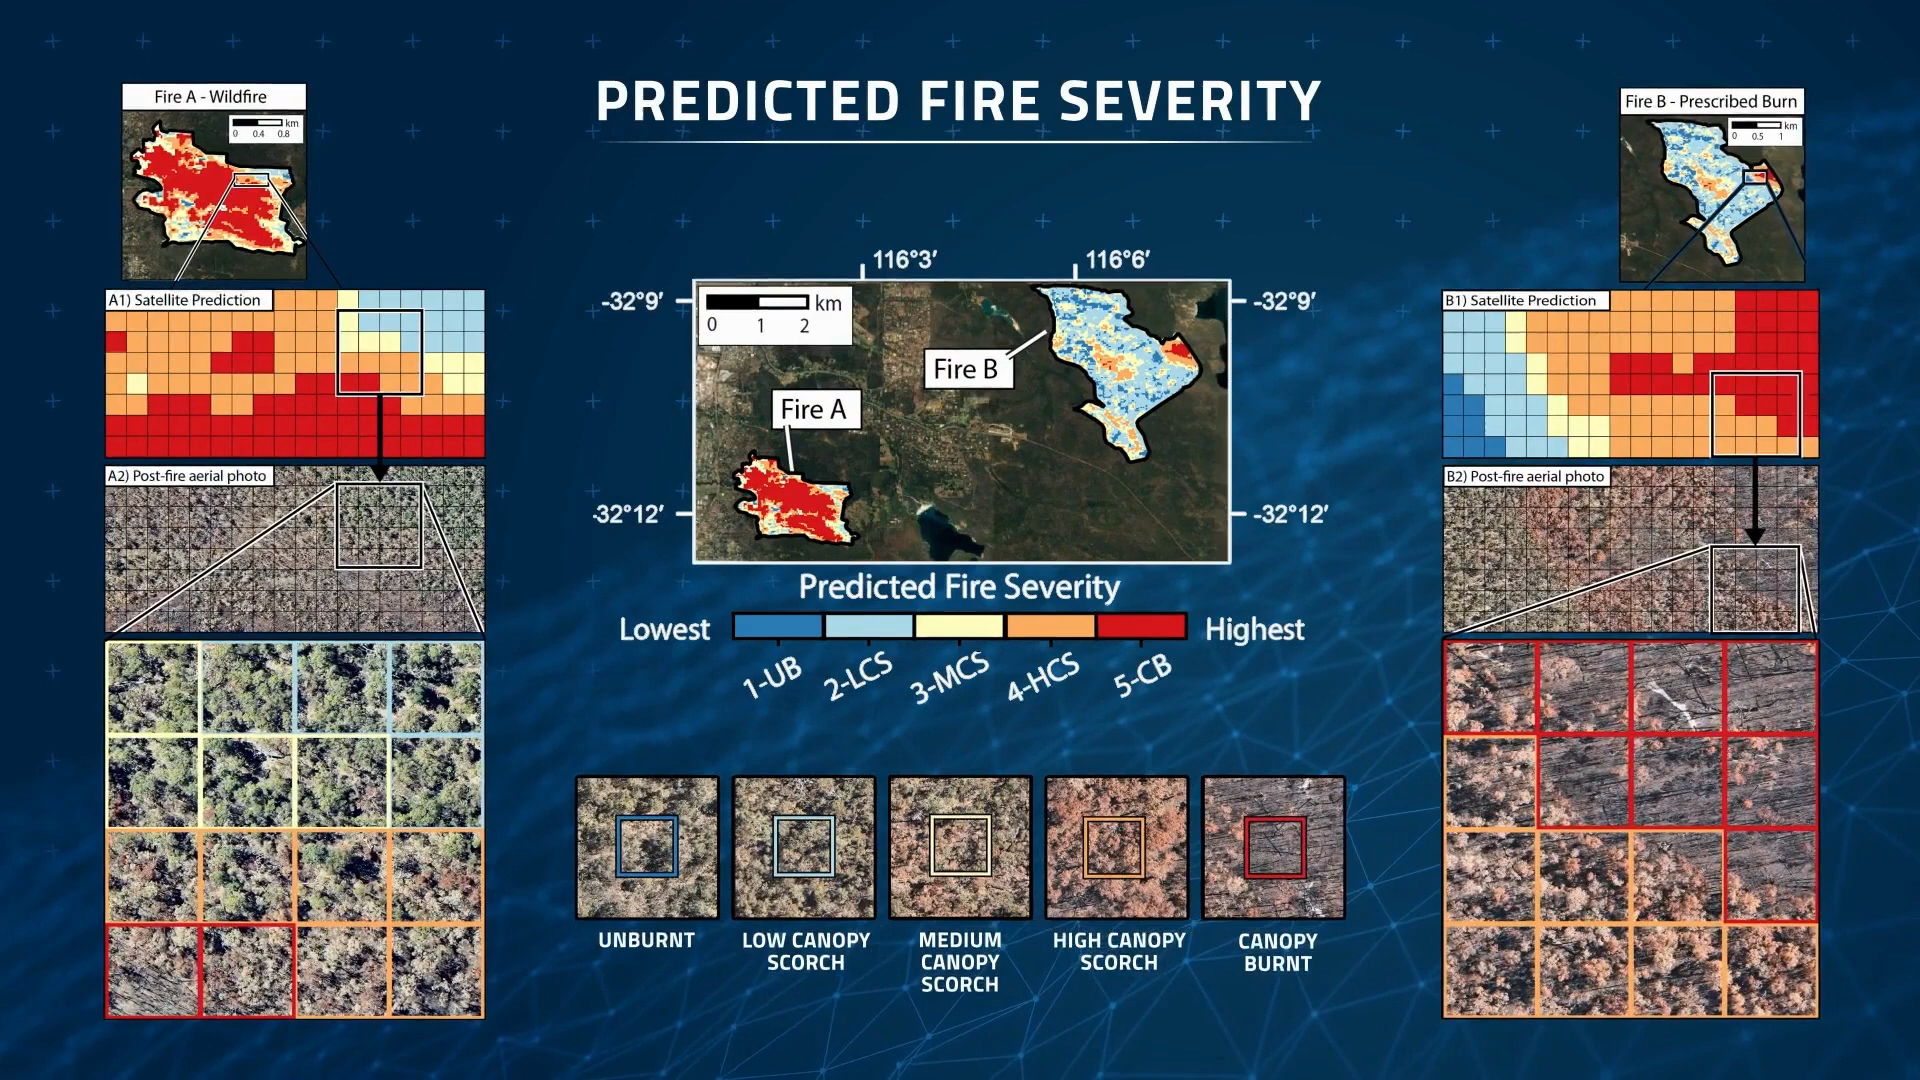 PREDICTED FIRE SEVERITY
Fire A - Wildfire
km
0 0.4 0.8
A1) Satellite Prediction
A2) Post-fire aerial photo
116°3′ 116°6′
-32°9′ -32°9′
km
0 1 2
Fire B
Fire A
-32°12′ -32°12′
Predicted Fire Severity
Lowest Highest
1-UB 2-LCS 3-MCS 4-HCS 5-CB
UNBURNT
LOW CANOPY
SCORCH
MEDIUM
CANOPY
SCORCH
HIGH CANOPY
SCORCH
CANOPY
BURNT
Fire B - Prescribed Burn
km
0 0.5 1
B1) Satellite Prediction
B2) Post-fire aerial photo